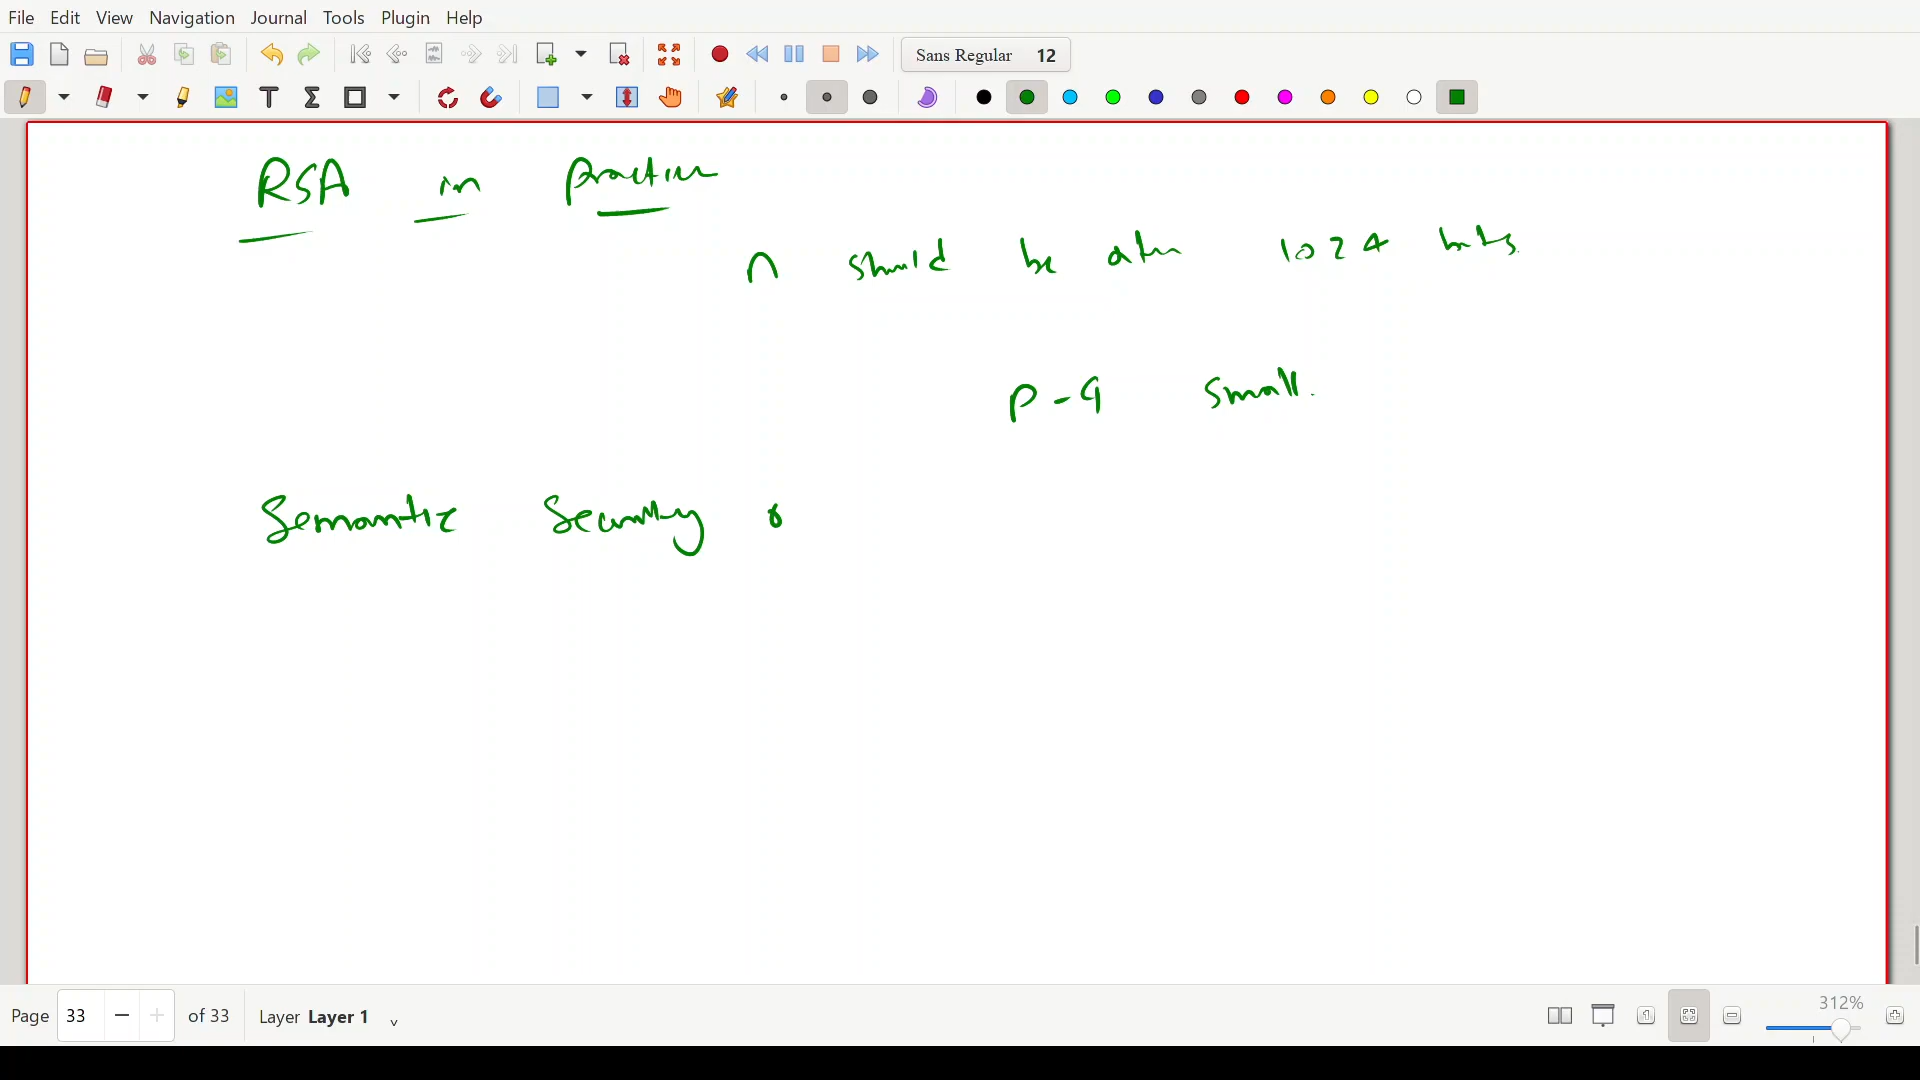 File Edit View Navigation Journal Tools Plugin Help
Sans Regular 12
RSA in practice
n should be atm 1024 bits.
P - q small.
Semantic Security o
Page 33 of 33 Layer Layer 1 312%